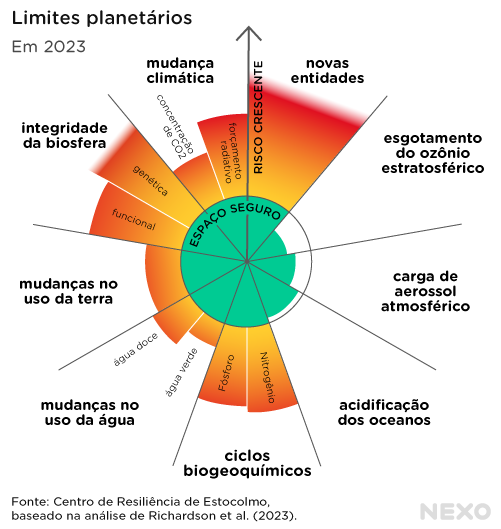 Limites planetários
Em 2023
mudança
climática
novas
entidades
RISCO CRESCENTE
concentração
de CO2
forçamento
radiativo
integridade
da biosfera
genética
funcional
ESPAÇO SEGURO
esgotamento
do ozônio
estratosférico
mudanças no
uso da terra
carga de
aerossol
atmosférico
água doce
água verde
Fósforo
Nitrogênio
mudanças no
uso da água
acidificação
dos oceanos
ciclos
biogeoquímicos
Fonte: Centro de Resiliência de Estocolmo,
baseado na análise de Richardson et al. (2023).
NEXO